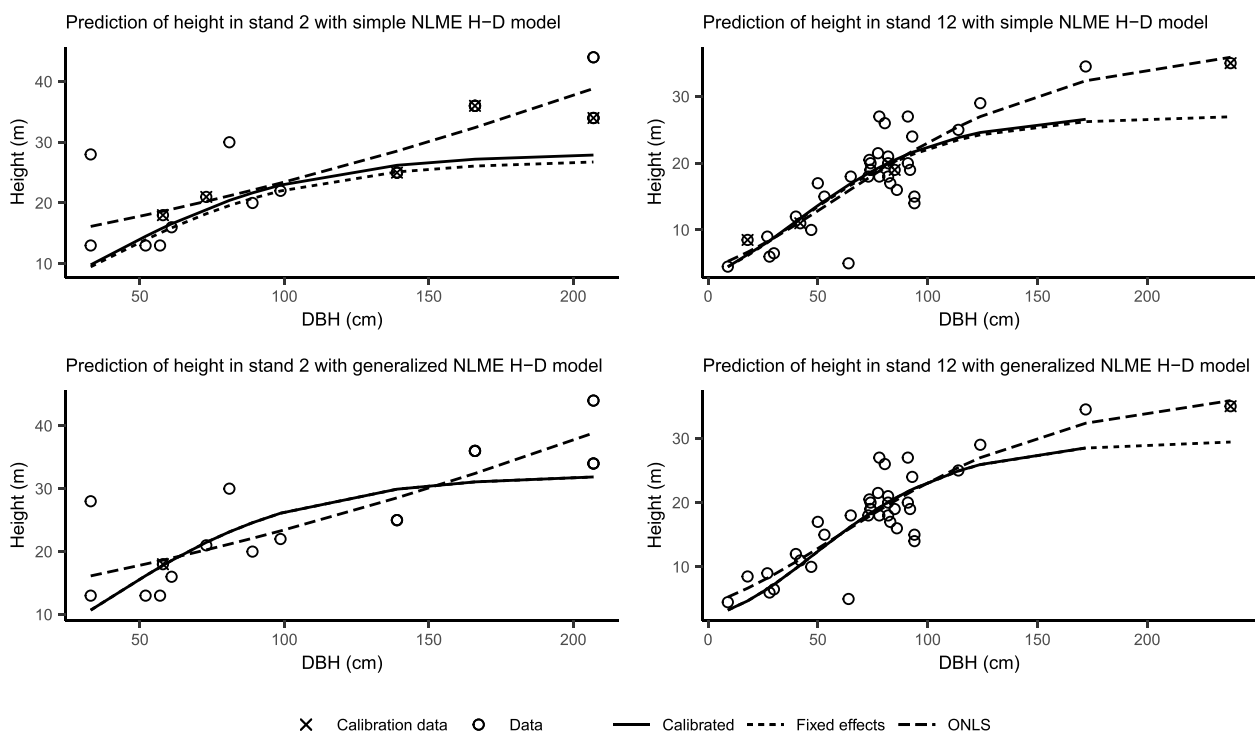 Prediction of height in stand 2 with simple NLME H−D model
Height (m)
40
30
20
10
50
100
150
200
DBH (cm)
Prediction of height in stand 12 with simple NLME H−D model
Height (m)
30
20
10
0
50
100
150
200
DBH (cm)
Prediction of height in stand 2 with generalized NLME H−D model
Height (m)
40
30
20
10
50
100
150
200
DBH (cm)
Prediction of height in stand 12 with generalized NLME H−D model
Height (m)
30
20
10
0
50
100
150
200
DBH (cm)
Calibration data
Data
Calibrated
Fixed effects
ONLS